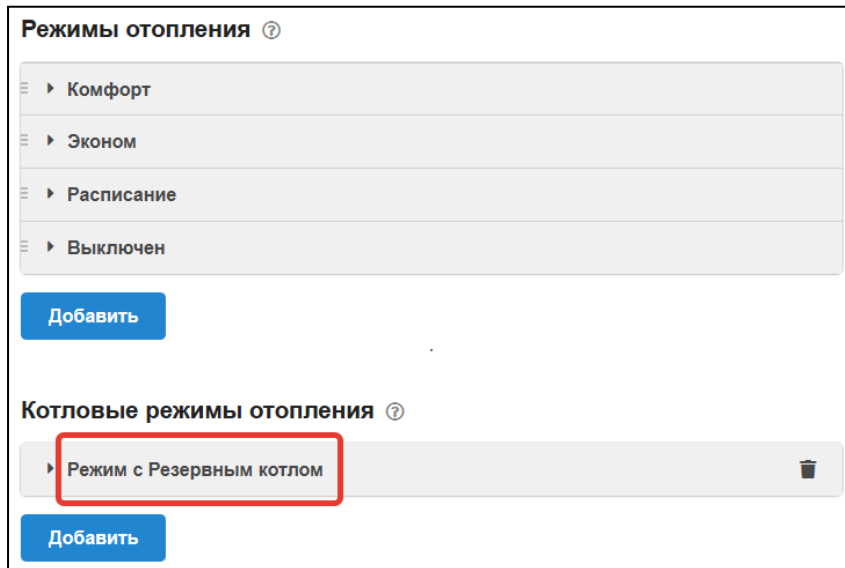 Режимы отопления ?
Комфорт
Эконом
Расписание
Выключен
Добавить
Котловые режимы отопления ?
Режим с Резервным котлом
Добавить